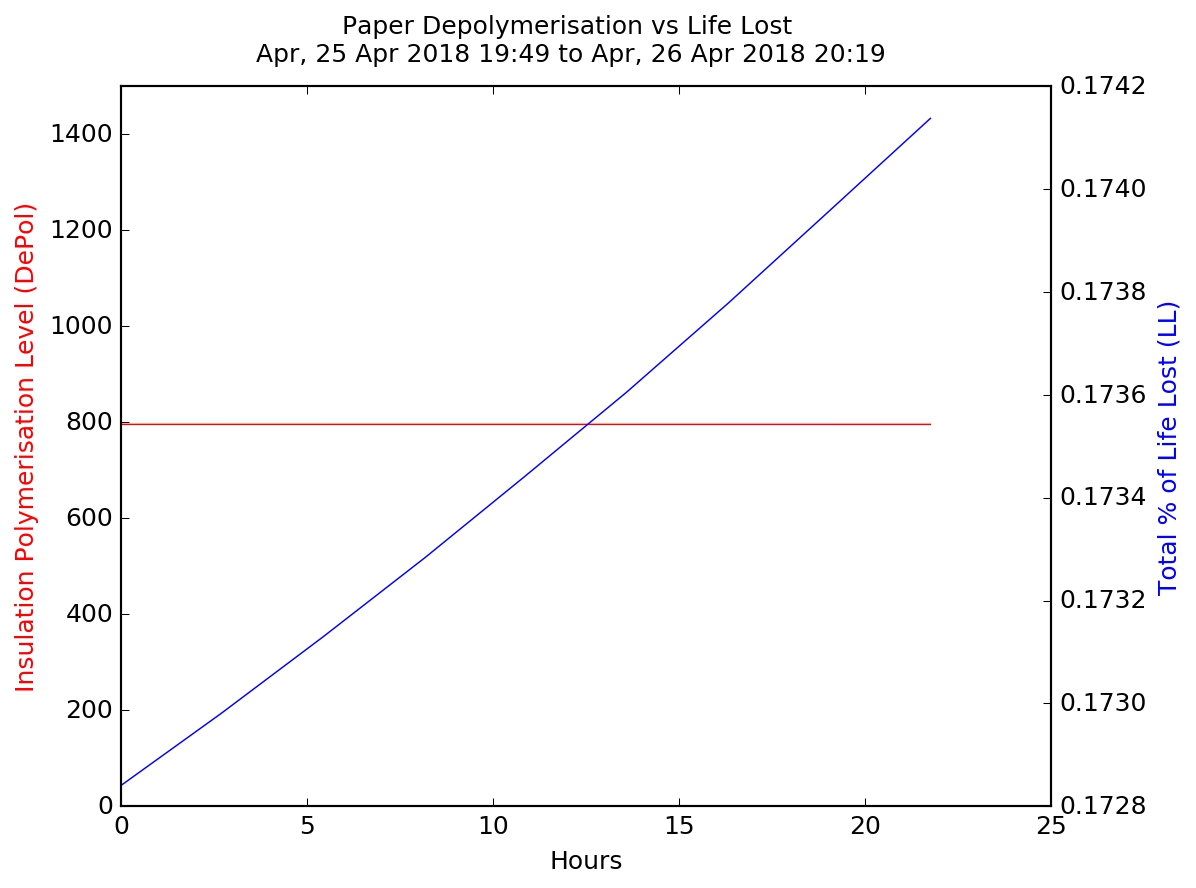 Paper Depolymerisation vs Life Lost
Apr, 25 Apr 2018 19:49 to Apr, 26 Apr 2018 20:19
Insulation Polymerisation Level (DePol)
1400
1200
1000
800
600
400
200
0
0.1742
0.1740
0.1738
0.1736
0.1734
0.1732
0.1730
0.1728
Total % of Life Lost (LL)
0 5 10 15 20 25
Hours